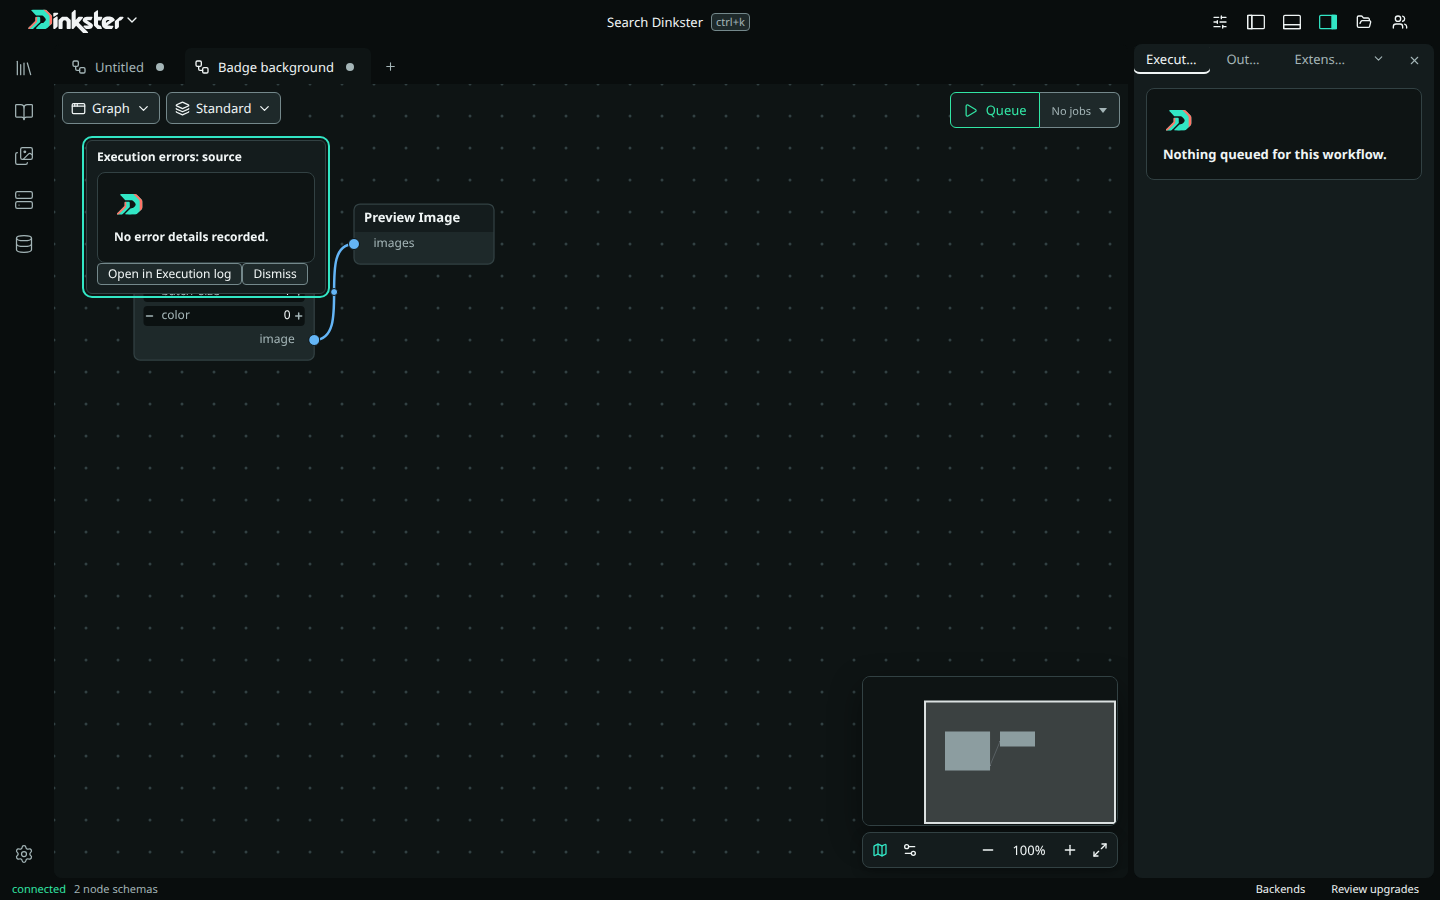 Dinkster
Search Dinkster ctrl+k
Untitled
Badge background
Execut...
Out...
Extens...
Graph
Standard
Queue
No jobs
Nothing queued for this workflow.
Execution errors: source
No error details recorded.
Open in Execution log
Dismiss
Preview Image
images
color 0
image
100%
connected
2 node schemas
Backends
Review upgrades